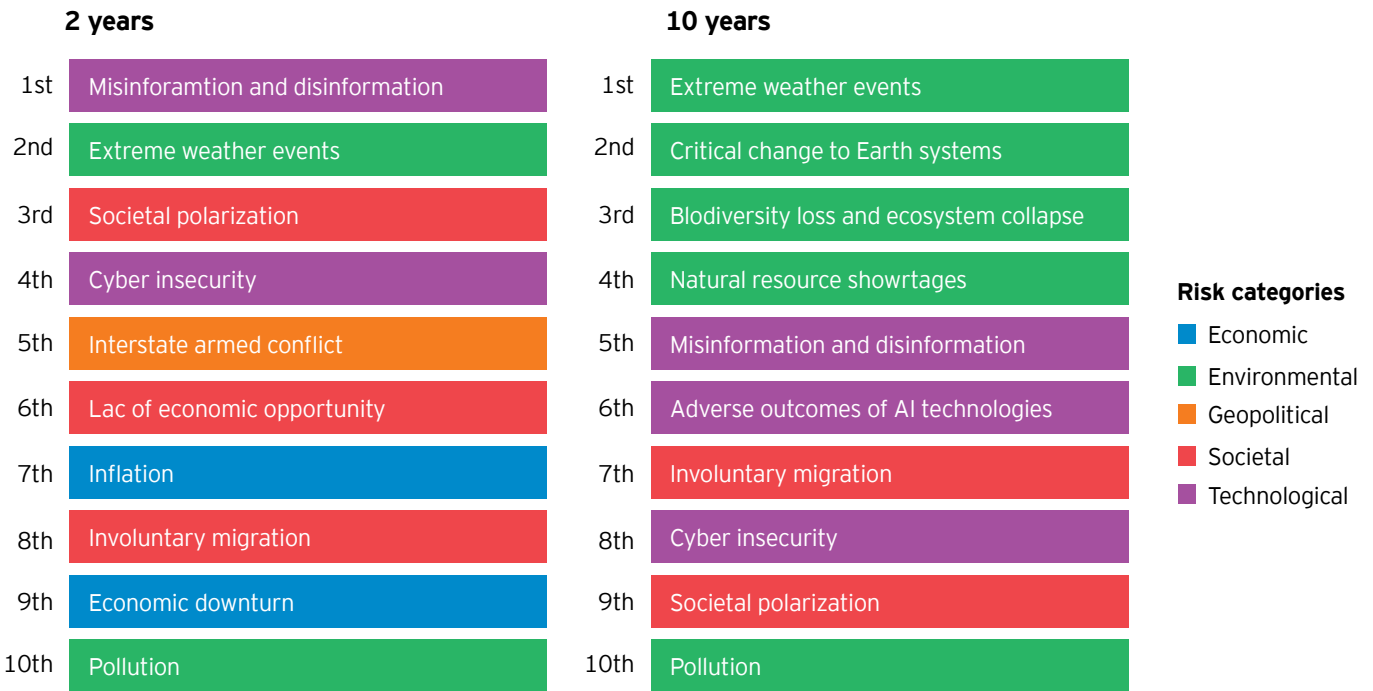 2 years
1st
Misinforamtion and disinformation
2nd
Extreme weather events
3rd
Societal polarization
4th
Cyber insecurity
5th
Interstate armed conflict
6th
Lac of economic opportunity
7th
Inflation
8th
Involuntary migration
9th
Economic downturn
10th
Pollution
10 years
1st
Extreme weather events
2nd
Critical change to Earth systems
3rd
Blodiversity loss and ecosystem collapse
4th
Natural resource showrtages
5th
Misinformation and disinformation
6th
Adverse outcomes of AI technologies
7th
Involuntary migration
8th
Cyber insecurity
9th
Societal polarization
10th
Pollution
Risk categories
Economic
Environmental
Geopolitical
Societal
Technological